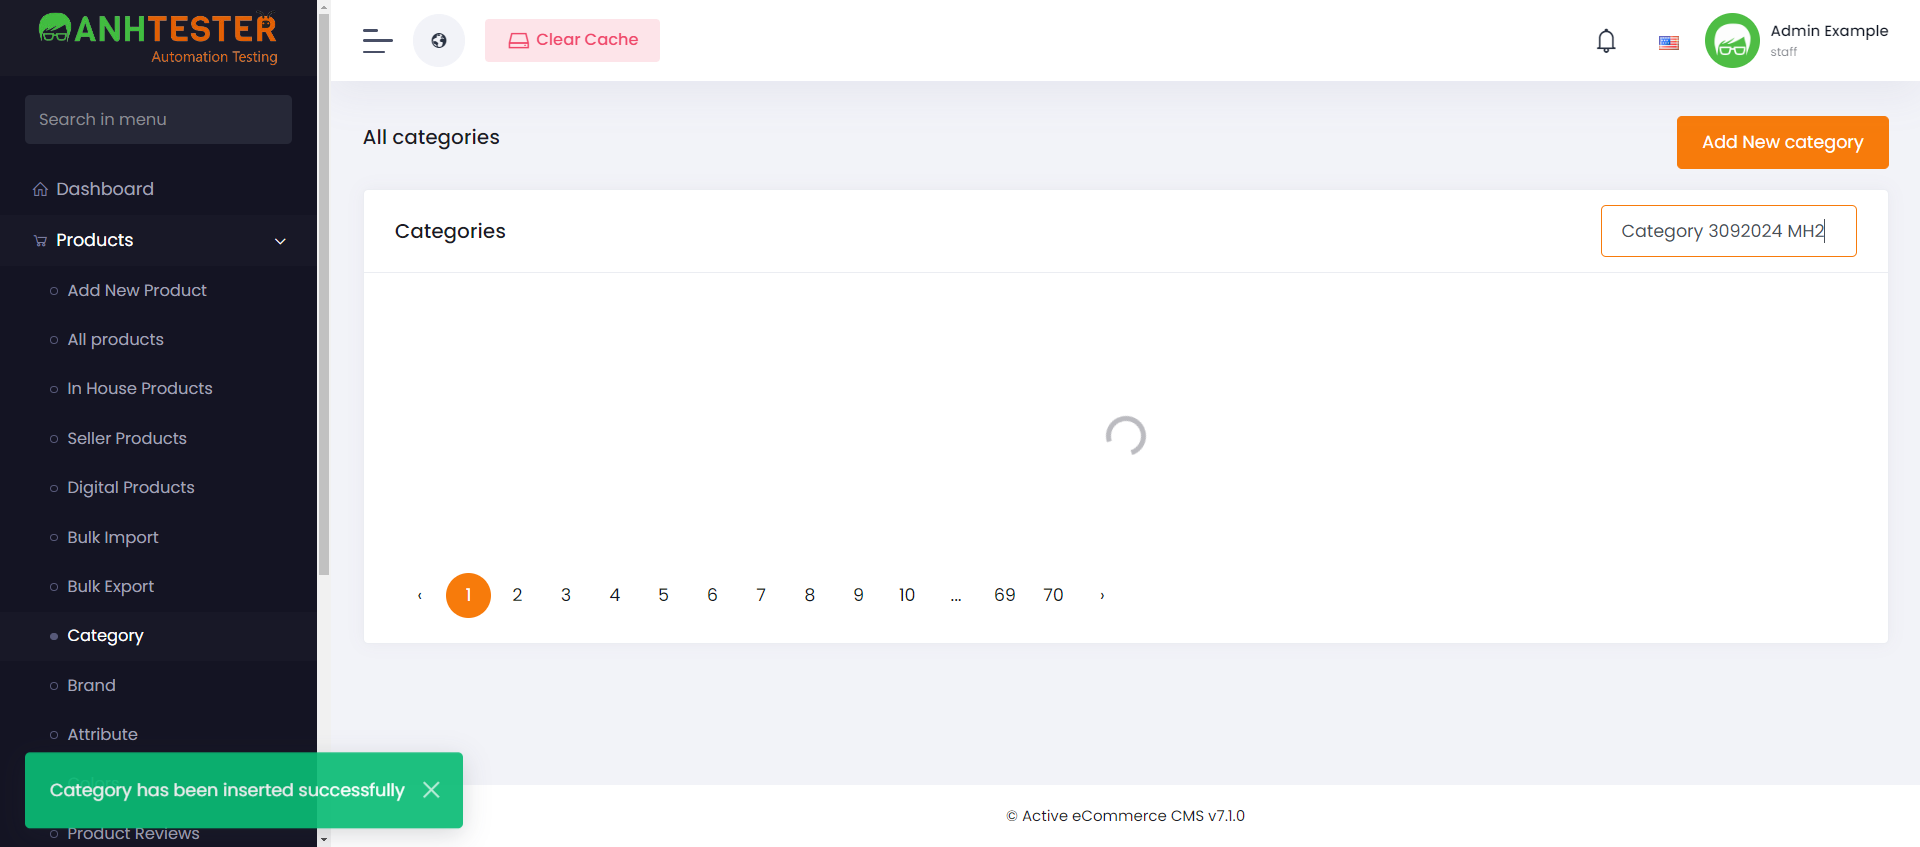 ANHTESTER
Automation Testing
Search in menu
Dashboard
Products
Add New Product
All products
In House Products
Seller Products
Digital Products
Bulk Import
Bulk Export
Category
Brand
Attribute
Colors
Product Reviews
Category has been inserted successfully
Clear Cache
Admin Example
staff
All categories
Add New category
Categories
Category 3092024 MH2
‹ 1 2 3 4 5 6 7 8 9 10 ... 69 70 ›
© Active eCommerce CMS v7.1.0